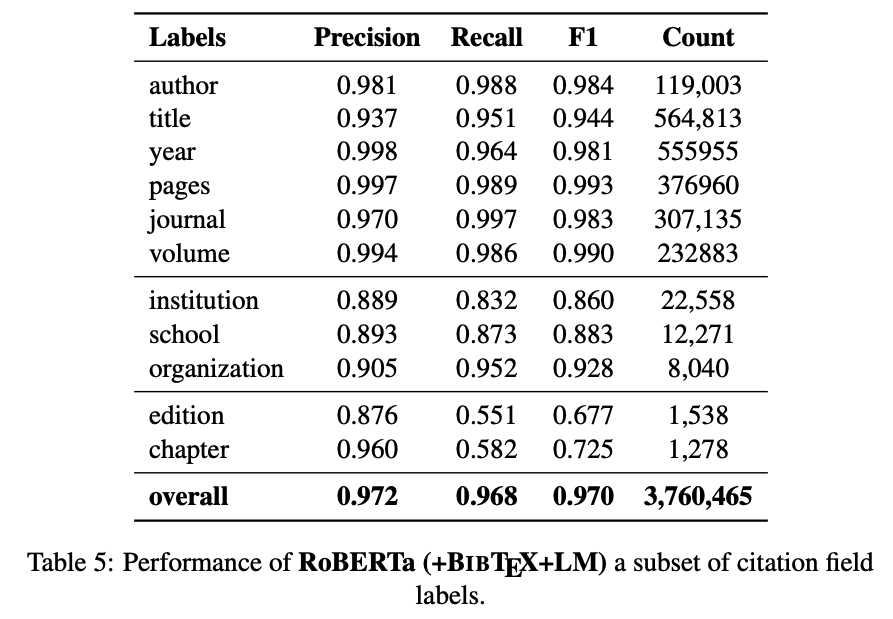 Labels Precision Recall F1 Count
author 0.981 0.988 0.984 119,003
title 0.937 0.951 0.944 564,813
year 0.998 0.964 0.981 555955
pages 0.997 0.989 0.993 376960
journal 0.970 0.997 0.983 307,135
volume 0.994 0.986 0.990 232883
institution 0.889 0.832 0.860 22,558
school 0.893 0.873 0.883 12,271
organization 0.905 0.952 0.928 8,040
edition 0.876 0.551 0.677 1,538
chapter 0.960 0.582 0.725 1,278
overall 0.972 0.968 0.970 3,760,465
Table 5: Performance of RoBERTa (+BIBTEX+LM) a subset of citation field
labels.